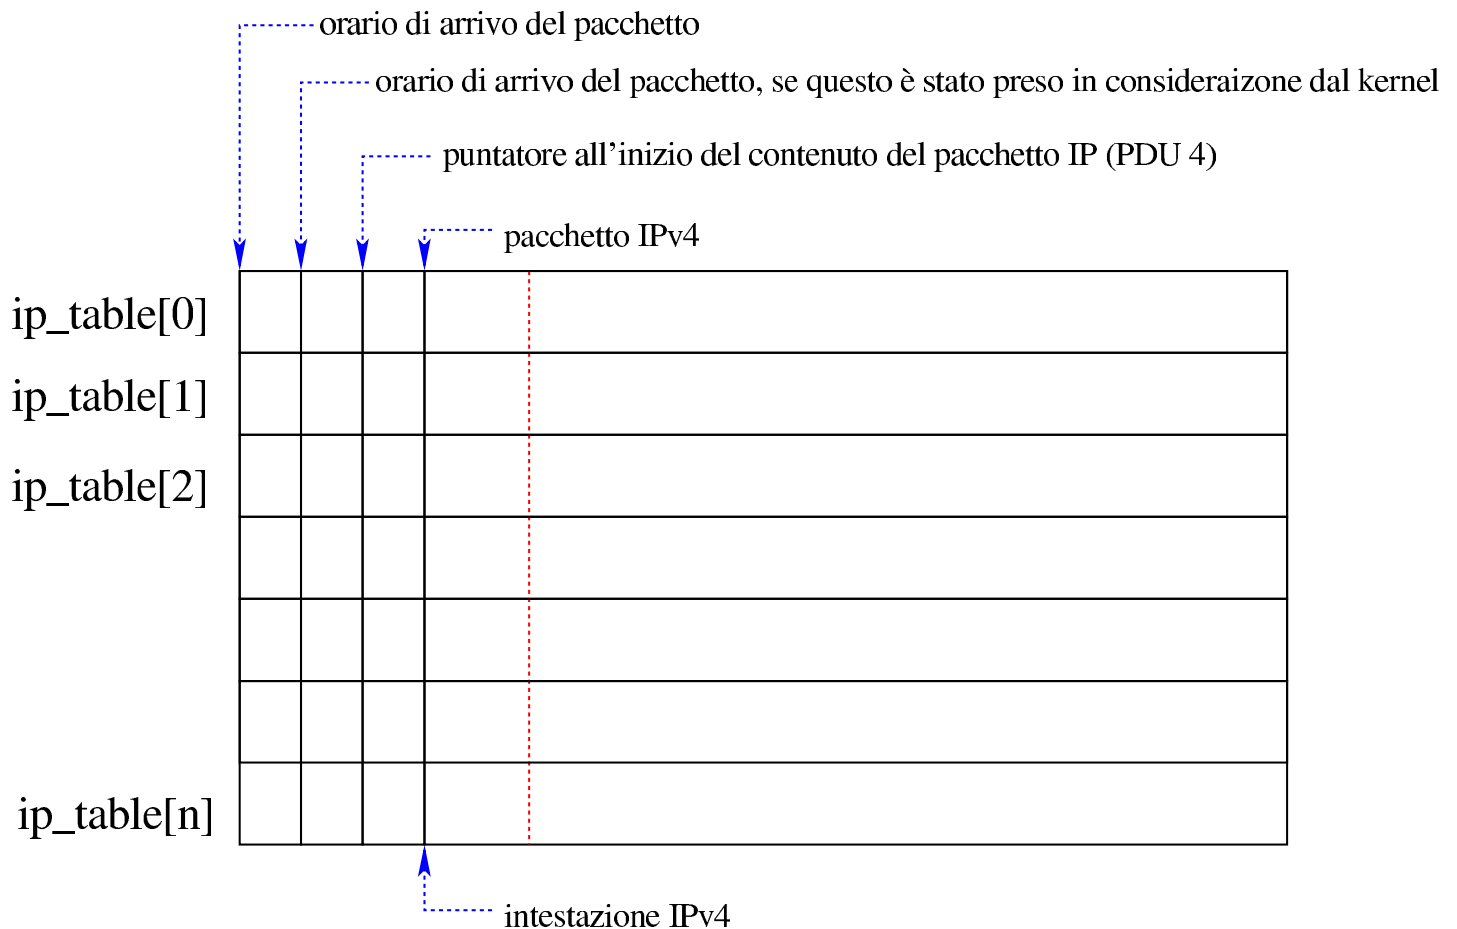 orario di arrivo del pacchetto
orario di arrivo del pacchetto, se questo è stato preso in consideraizone dal kernel
puntatore all'inizio del contenuto del pacchetto IP (PDU 4)
pacchetto IPv4
ip_table[0]
ip_table[1]
ip_table[2]
ip_table[n]
intestazione IPv4